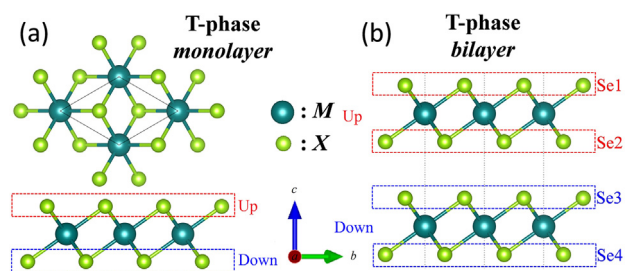 (a)
T-phase
monolayer
: M
: X
Up
Down
c
a
b
(b)
T-phase
bilayer
Se1
Up
Se2
Se3
Down
Se4